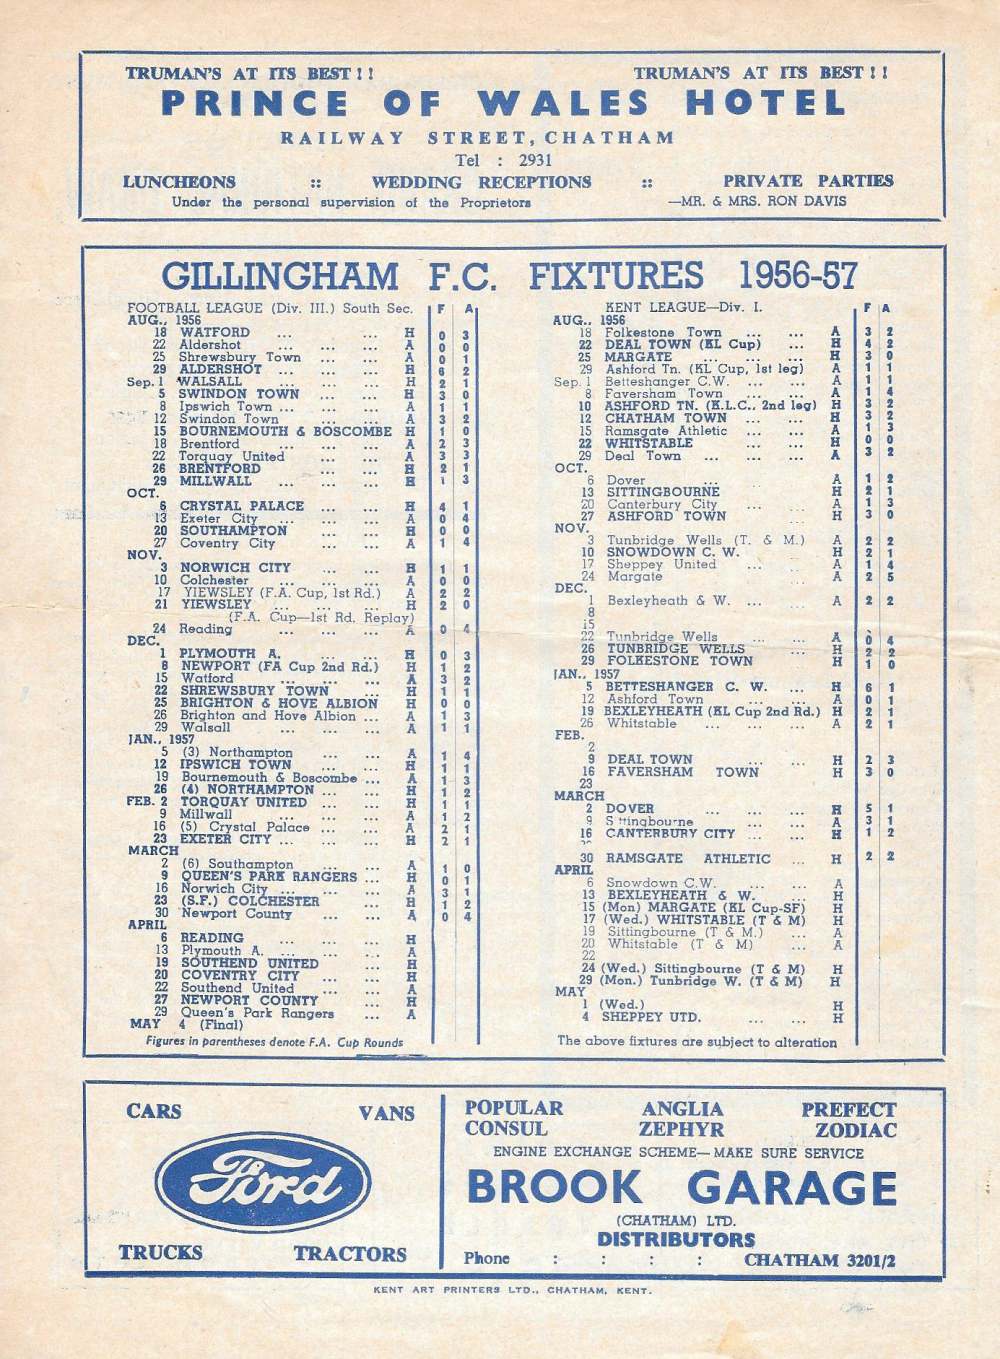 TRUMAN'S AT ITS BEST ! ! TRUMAN'S AT ITS BEST ! !
PRINCE OF WALES HOTEL
RAILWAY STREET, CHATHAM
Tel : 2931
LUNCHEONS :: WEDDING RECEPTIONS :: PRIVATE PARTIES
Under the personal supervision of the Proprietors —MR. & MRS. RON DAVIS
GILLINGHAM F.C. FIXTURES 1956-57
FOOTBALL LEAGUE (Div. III.) South Sec. F A
AUG., 1956
18 WATFORD ... ... H 0 3
22 Aldershot ... ... ... A 0 0
25 Shrewsbury Town ... ... A 0 1
29 ALDERSHOT ... ... ... H 6 2
Sep. 1 WALSALL ... ... H 2 1
5 SWINDON TOWN ... ... H 3 0
8 Ipswich Town ... ... ... A 1 1
12 Swindon Town ... ... A 3 2
15 BOURNEMOUTH & BOSCOMBE H 1 0
18 Brentford ... ... ... A 2 3
22 Torquay United ... ... A 3 3
26 BRENTFORD ... ... H 2 1
29 MILLWALL ... ... ... H 1 3
OCT.
6 CRYSTAL PALACE ... ... H 4 1
13 Exeter City ... ... ... A 0 4
20 SOUTHAMPTON ... ... H 0 0
27 Coventry City ... ... A 1 4
NOV.
3 NORWICH CITY ... ... H 1 1
10 Colchester ... ... ... A 0 0
17 YIEWSLEY (F.A. Cup, 1st Rd.) A 2 2
21 YIEWSLEY ... ... ... H 2 0
(F.A. Cup—1st Rd. Replay)
24 Reading ... ... ... A 0 4
DEC.
1 PLYMOUTH A. ... ... H 0 3
8 NEWPORT (FA Cup 2nd Rd.) H 1 2
15 Watford ... ... ... A 3 2
22 SHREWSBURY TOWN ... H 1 1
25 BRIGHTON & HOVE ALBION H 0 0
26 Brighton and Hove Albion ... A 1 3
29 Walsall ... ... ... A 1 1
JAN., 1957
5 (3) Northampton ... ... A 1 4
12 IPSWICH TOWN ... ... H 1 1
19 Bournemouth & Boscombe ... A 1 3
26 (4) NORTHAMPTON ... ... H 1 2
FEB. 2 TORQUAY UNITED ... ... H 1 1
9 Millwall ... ... ... A 1 2
16 (5) Crystal Palace ... ... A 2 1
23 EXETER CITY ... ... ... H 2 1
MARCH
2 (6) Southampton ... ... A 1 0
9 QUEEN'S PARK RANGERS ... H 0 1
16 Norwich City ... ... ... A 3 1
23 (S.F.) COLCHESTER ... H 1 2
30 Newport County ... ... A 0 4
APRIL
6 READING ... ... ... H
13 Plymouth A. ... ... ... A
19 SOUTHEND UNITED ... H
20 COVENTRY CITY ... ... H
22 Southend United ... ... A
27 NEWPORT COUNTY ... H
29 Queen's Park Rangers ... A
MAY 4 (Final)
Figures in parentheses denote F.A. Cup Rounds
KENT LEAGUE—Div. I. F A
AUG., 1956
18 Folkestone Town ... ... A 3 2
22 DEAL TOWN (KL Cup) ... H 4 2
25 MARGATE ... ... ... H 3 0
29 Ashford Tn. (KL Cup, 1st leg) A 1 1
Sep. 1 Betteshanger C.W. ... ... A 1 1
8 Faversham Town ... ... A 1 4
10 ASHFORD TN. (K.L.C., 2nd leg) H 3 2
12 CHATHAM TOWN ... ... H 3 2
15 Ramsgate Athletic ... ... A 1 3
22 WHITSTABLE ... ... H 0 0
29 Deal Town ... ... A 3 2
OCT.
6 Dover ... A 1 2
13 SITTINGBOURNE ... H 2 1
20 Canterbury City ... A 1 3
27 ASHFORD TOWN ... H 3 0
NOV.
3 Tunbridge Wells (T. & M.) A 2 2
10 SNOWDOWN C. W. ... H 2 1
17 Sheppey United ... A 1 4
24 Margate ... A 2 5
DEC.
1 Bexleyheath & W. ... ... A 2 2
8
15
22 Tunbridge Wells ... ... A 0 4
26 TUNBRIDGE WELLS ... H 2 2
29 FOLKESTONE TOWN H 1 0
JAN., 1957
5 BETTESHANGER C. W. ... H 6 1
12 Ashford Town ... ... A 0 1
19 BEXLEYHEATH (KL Cup 2nd Rd.) H 2 1
26 Whitstable ... ... ... A 2 1
FEB.
2
9 DEAL TOWN ... ... H 2 3
16 FAVERSHAM TOWN H 3 0
23
MARCH
2 DOVER ... ... ... H 5 1
9 Sittingbourne ... ... A 3 1
16 CANTERBURY CITY ... ... H 1 2
30 RAMSGATE ATHLETIC ... H 2 2
APRIL
6 Snowdown C.W. ... ... A
13 BEXLEYHEATH & W. ... H
15 (Mon) MARGATE (KL Cup-SF) H
17 (Wed.) WHITSTABLE (T & M) H
19 Sittingbourne (T & M.) ... A
20 Whitstable (T & M) ... A
22
24 (Wed.) Sittingbourne (T & M) H
29 (Mon.) Tunbridge W. (T & M) H
MAY
1 (Wed.) H
4 SHEPPEY UTD. ... ... H
The above fixtures are subject to alteration
CARS VANS
Ford
TRUCKS TRACTORS
POPULAR ANGLIA PREFECT
CONSUL ZEPHYR ZODIAC
ENGINE EXCHANGE SCHEME—MAKE SURE SERVICE
BROOK GARAGE
(CHATHAM) LTD.
DISTRIBUTORS
Phone : : : : CHATHAM 3201/2
KENT ART PRINTERS LTD., CHATHAM, KENT.